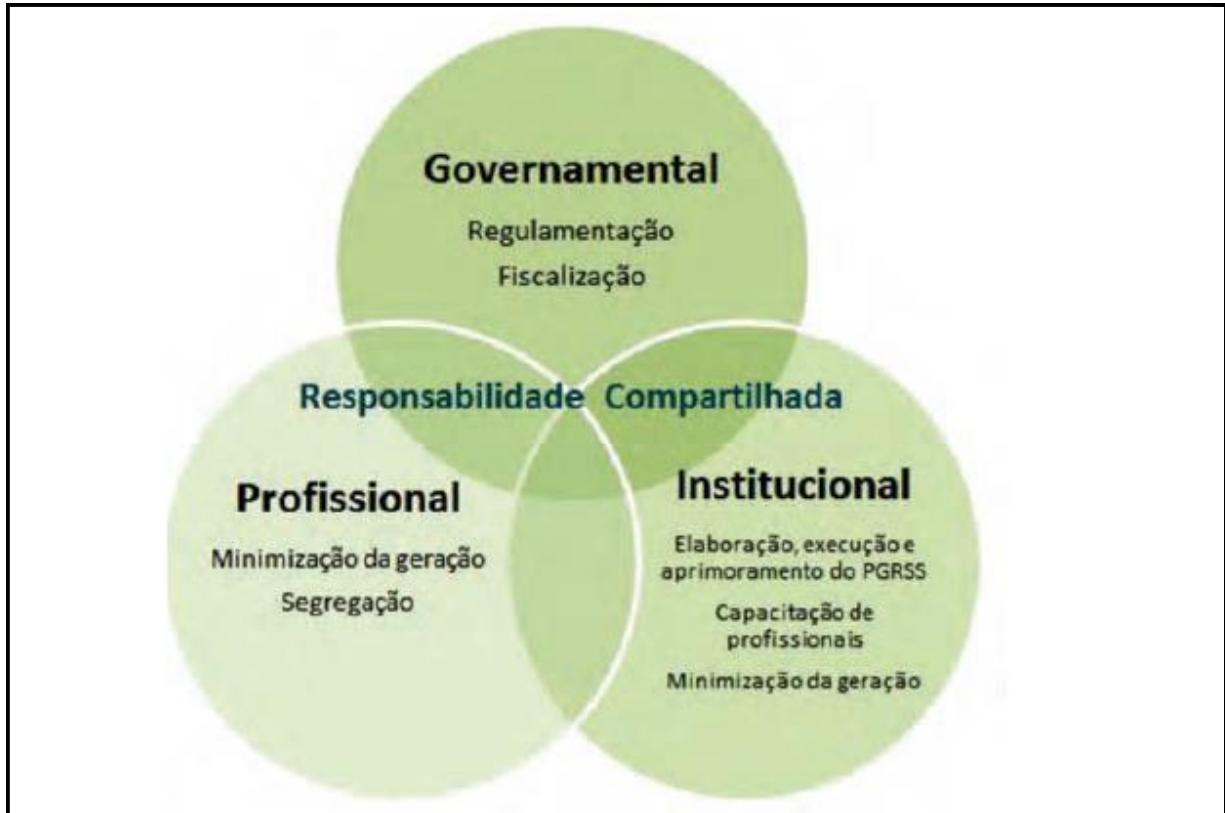 Governamental
Regulamentação
Fiscalização
Responsabilidade Compartilhada
Profissional
Minimização da geração
Segregação
Institucional
Elaboração, execução e
aprimoramento do PGRSS
Capacitação de
profissionais
Minimização da geração